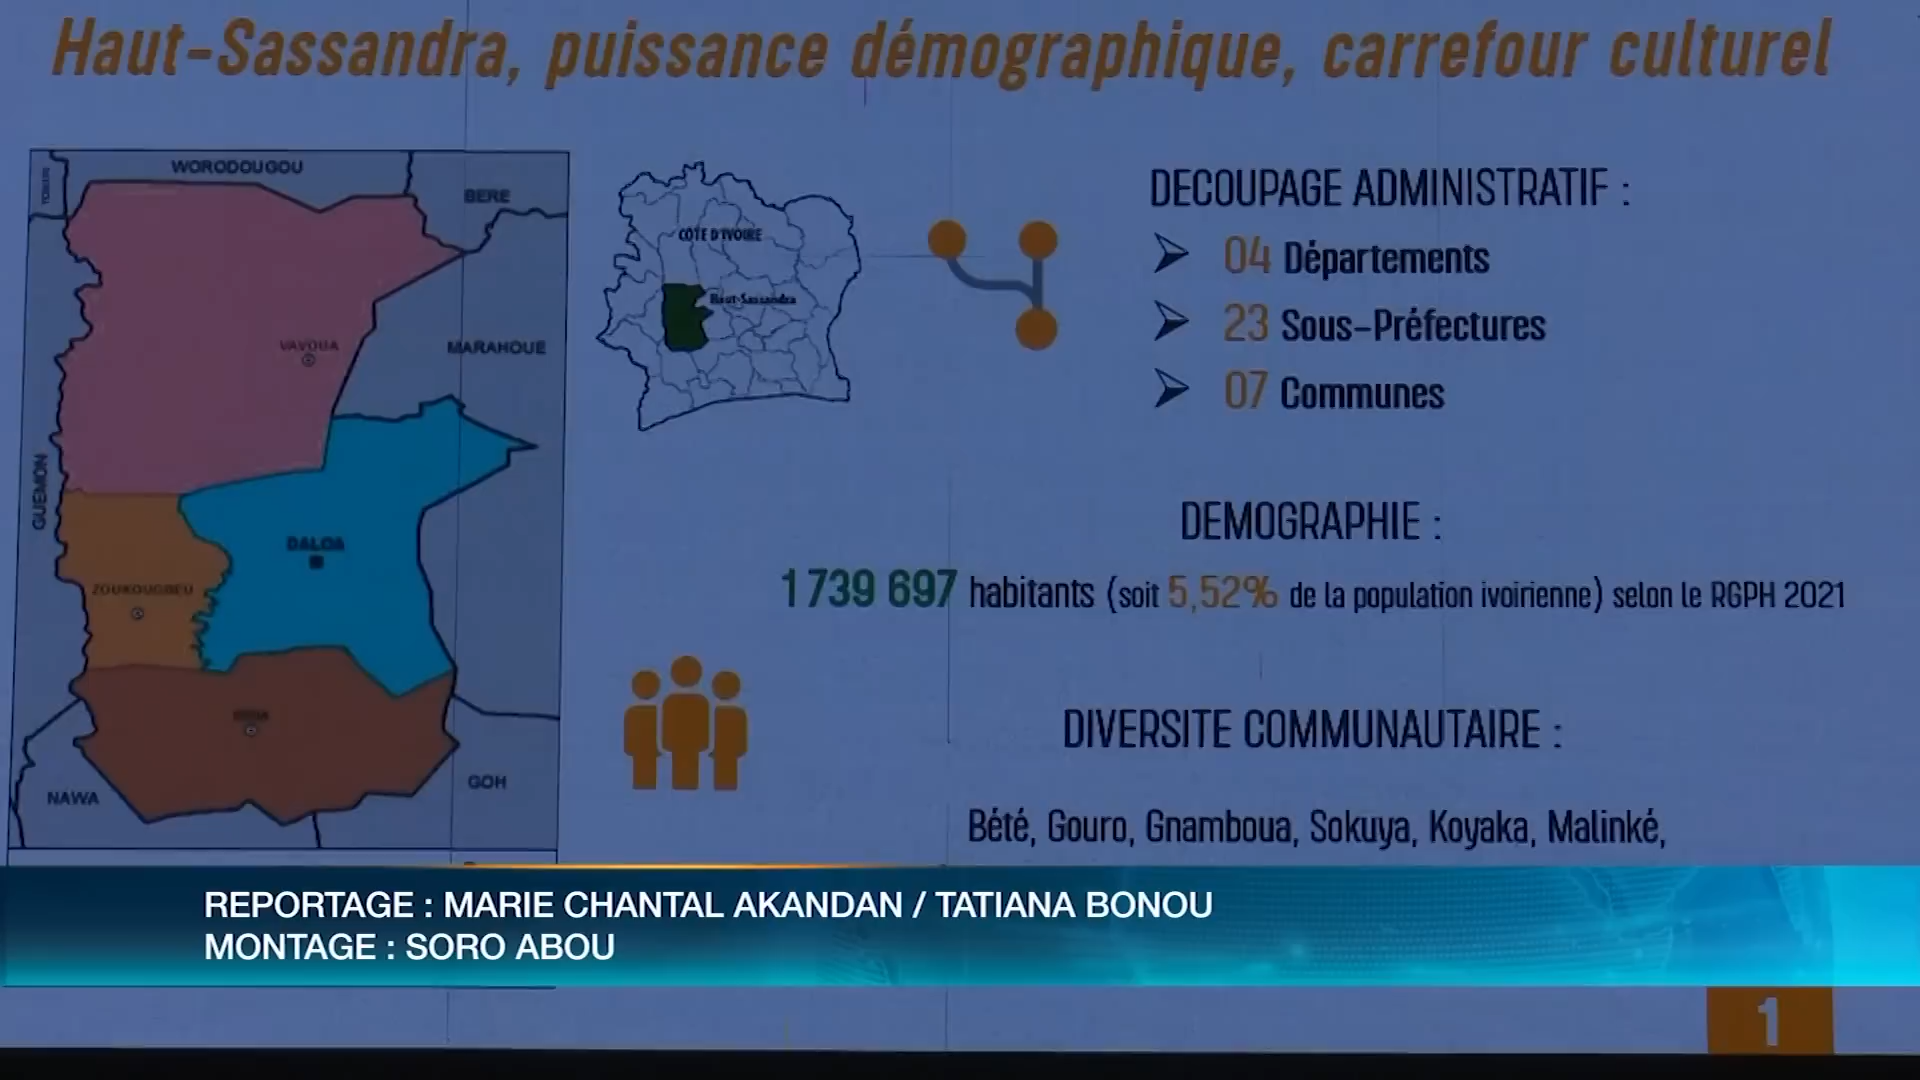 Haut-Sassandra, puissance démographique, carrefour culturel
WORODOUGOU
BERE
VAVOUA
MARAHOUE
GUEMON
DALOA
ZOUKOUGBEU
NAWA
GOH
CÔTE D'IVOIRE
Haut-Sassandra
DECOUPAGE ADMINISTRATIF :
04 Départements
23 Sous-Préfectures
07 Communes
DEMOGRAPHIE :
1 739 697 habitants (soit 5,52% de la population ivoirienne) selon le RGPH 2021
DIVERSITE COMMUNAUTAIRE :
Bété, Gouro, Gnamboua, Sokuya, Koyaka, Malinké,
REPORTAGE : MARIE CHANTAL AKANDAN / TATIANA BONOU
MONTAGE : SORO ABOU
1